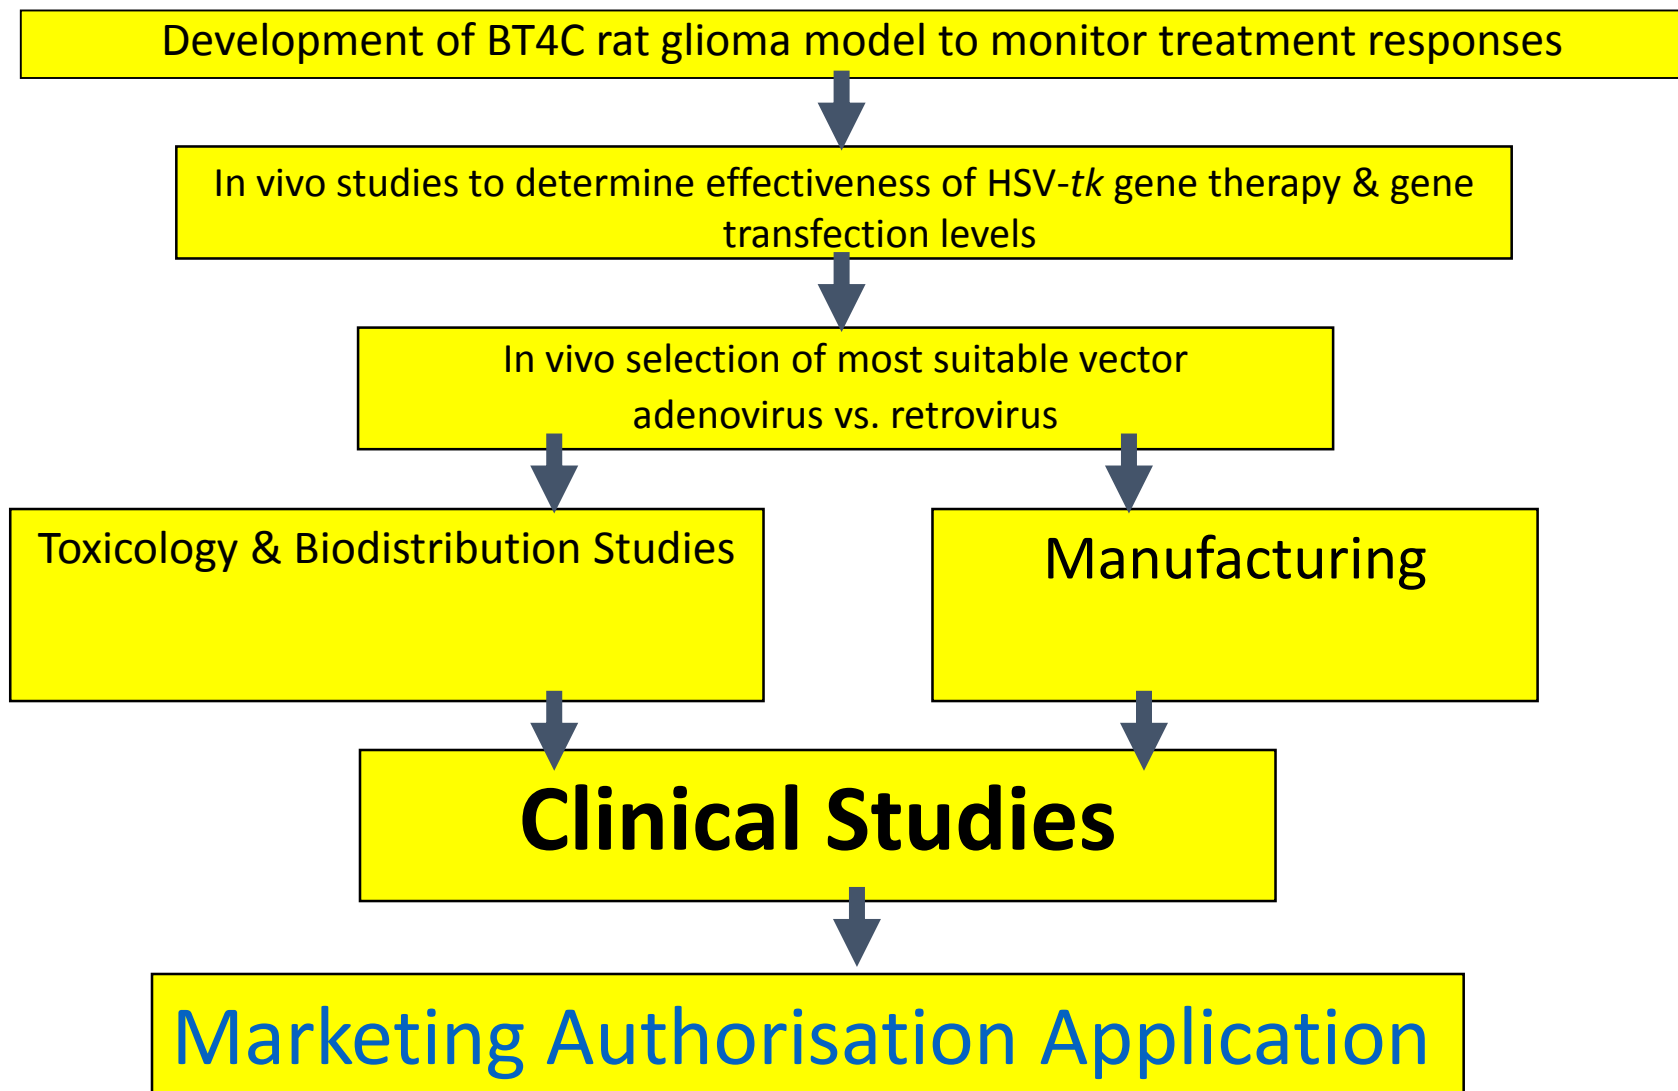 Development of BT4C rat glioma model to monitor treatment responses
In vivo studies to determine effectiveness of HSV-tk gene therapy & gene
transfection levels
In vivo selection of most suitable vector
adenovirus vs. retrovirus
Toxicology & Biodistribution Studies
Manufacturing
Clinical Studies
Marketing Authorisation Application